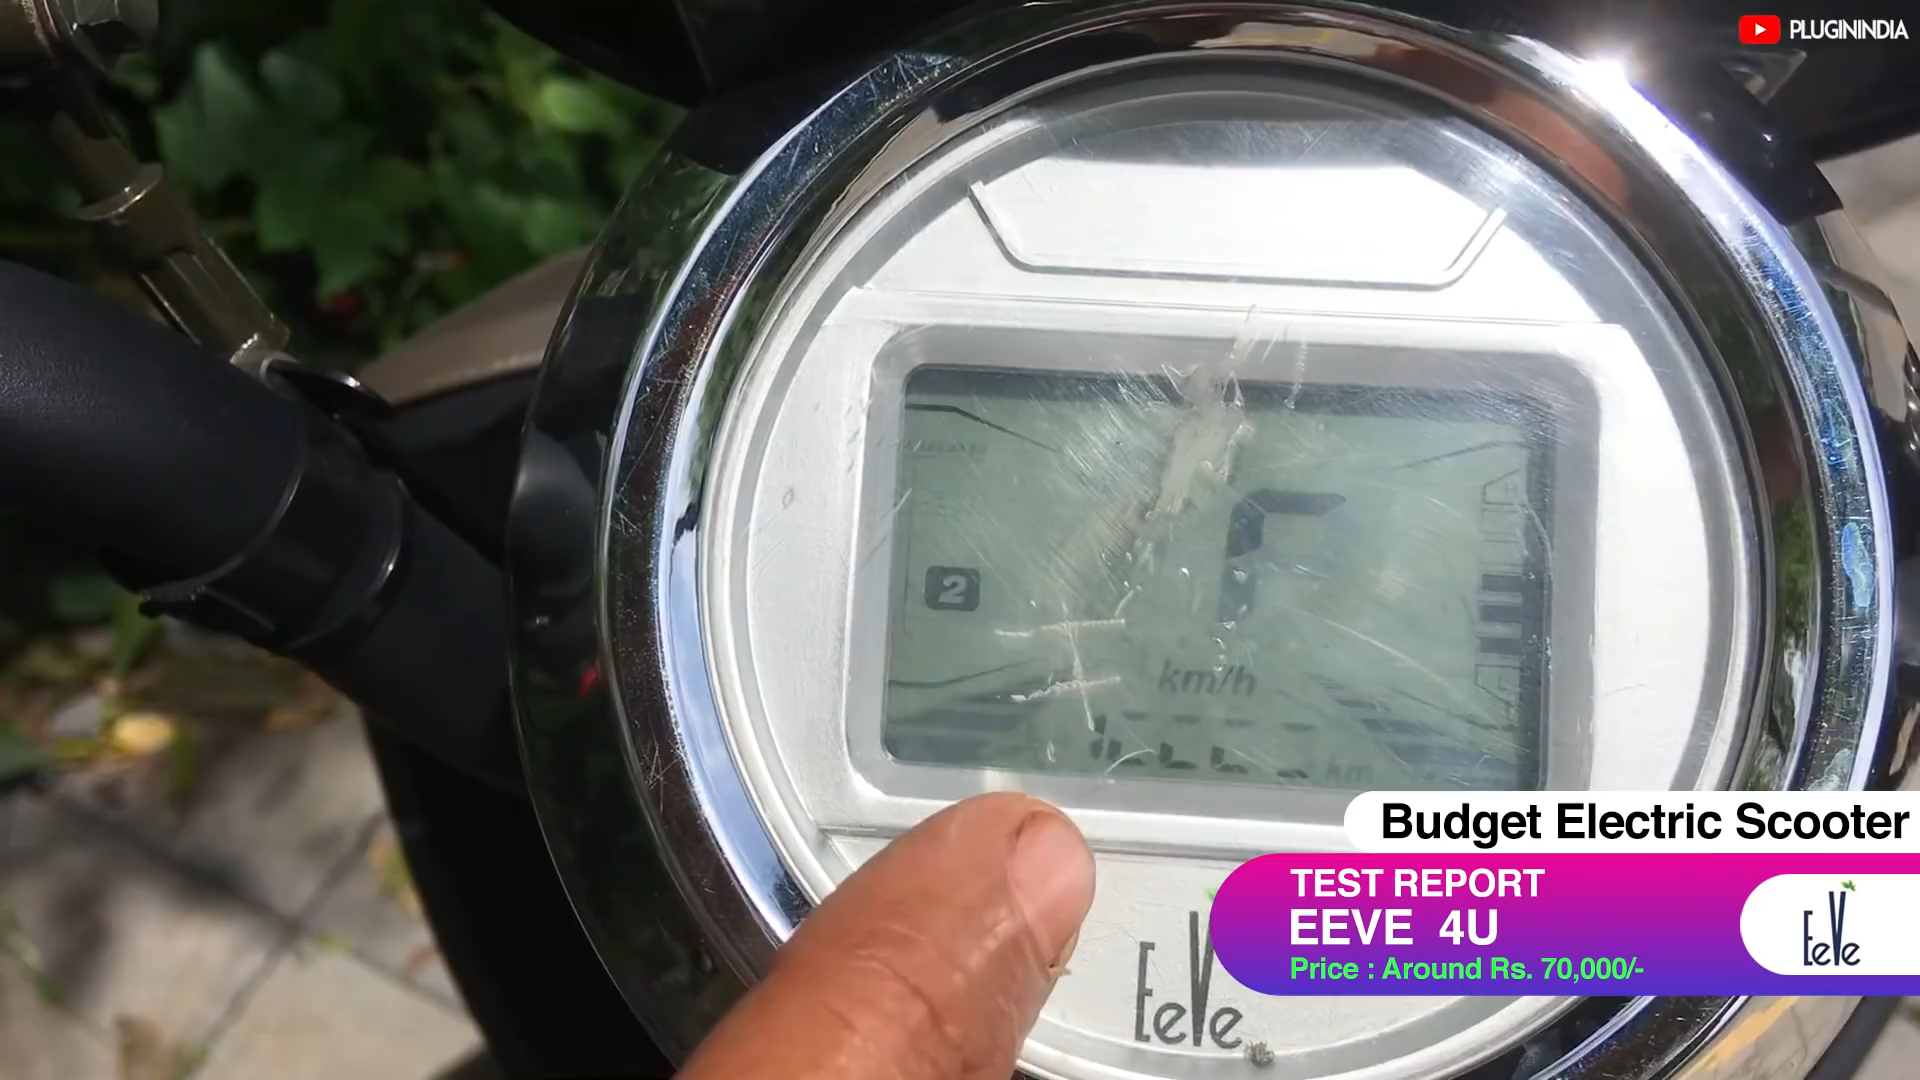 PLUGININDIA
2
km/h
km
Budget Electric Scooter
TEST REPORT
EEVE 4U
Price : Around Rs. 70,000/-
EeVe
EeVe